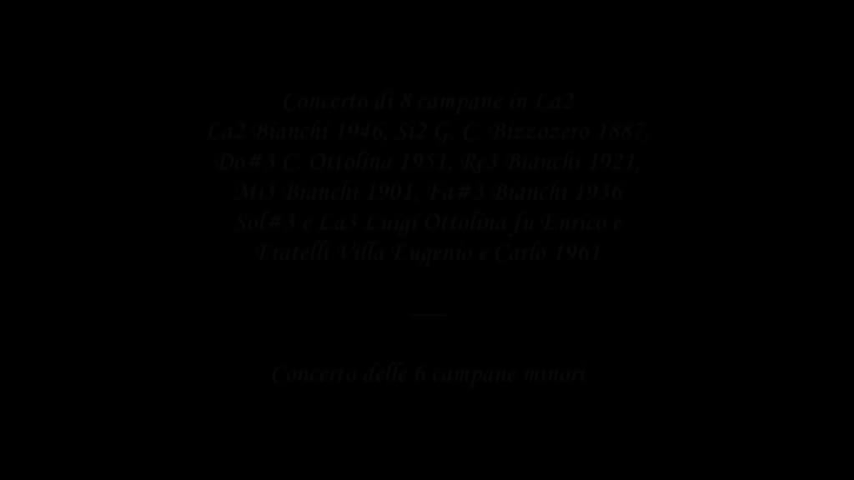 Concerto di 8 campane in La2
La2 Bianchi 1946, Si2 G. C. Bizzozero 1887,
Do#3 C. Ottolina 1951, Re3 Bianchi 1921,
Mi3 Bianchi 1901, Fa#3 Bianchi 1936
Sol#3 e La3 Luigi Ottolina fu Enrico e
Fratelli Villa Eugenio e Carlo 1961
Concerto delle 6 campane minori